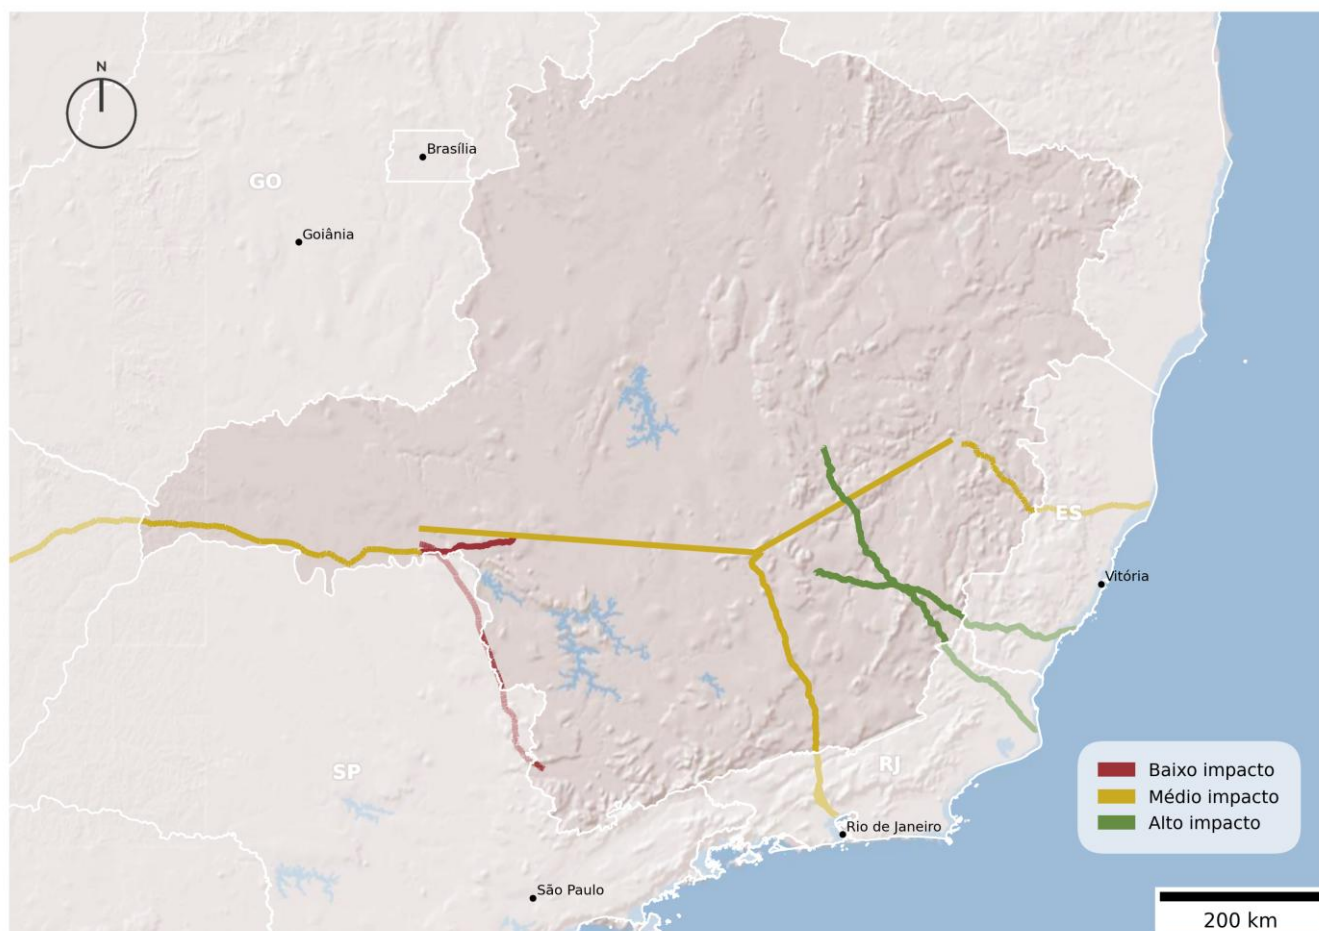 N
Brasília
GO
Goiânia
ES
Vitória
SP
RJ
Rio de Janeiro
São Paulo
Baixo impacto
Médio impacto
Alto impacto
200 km